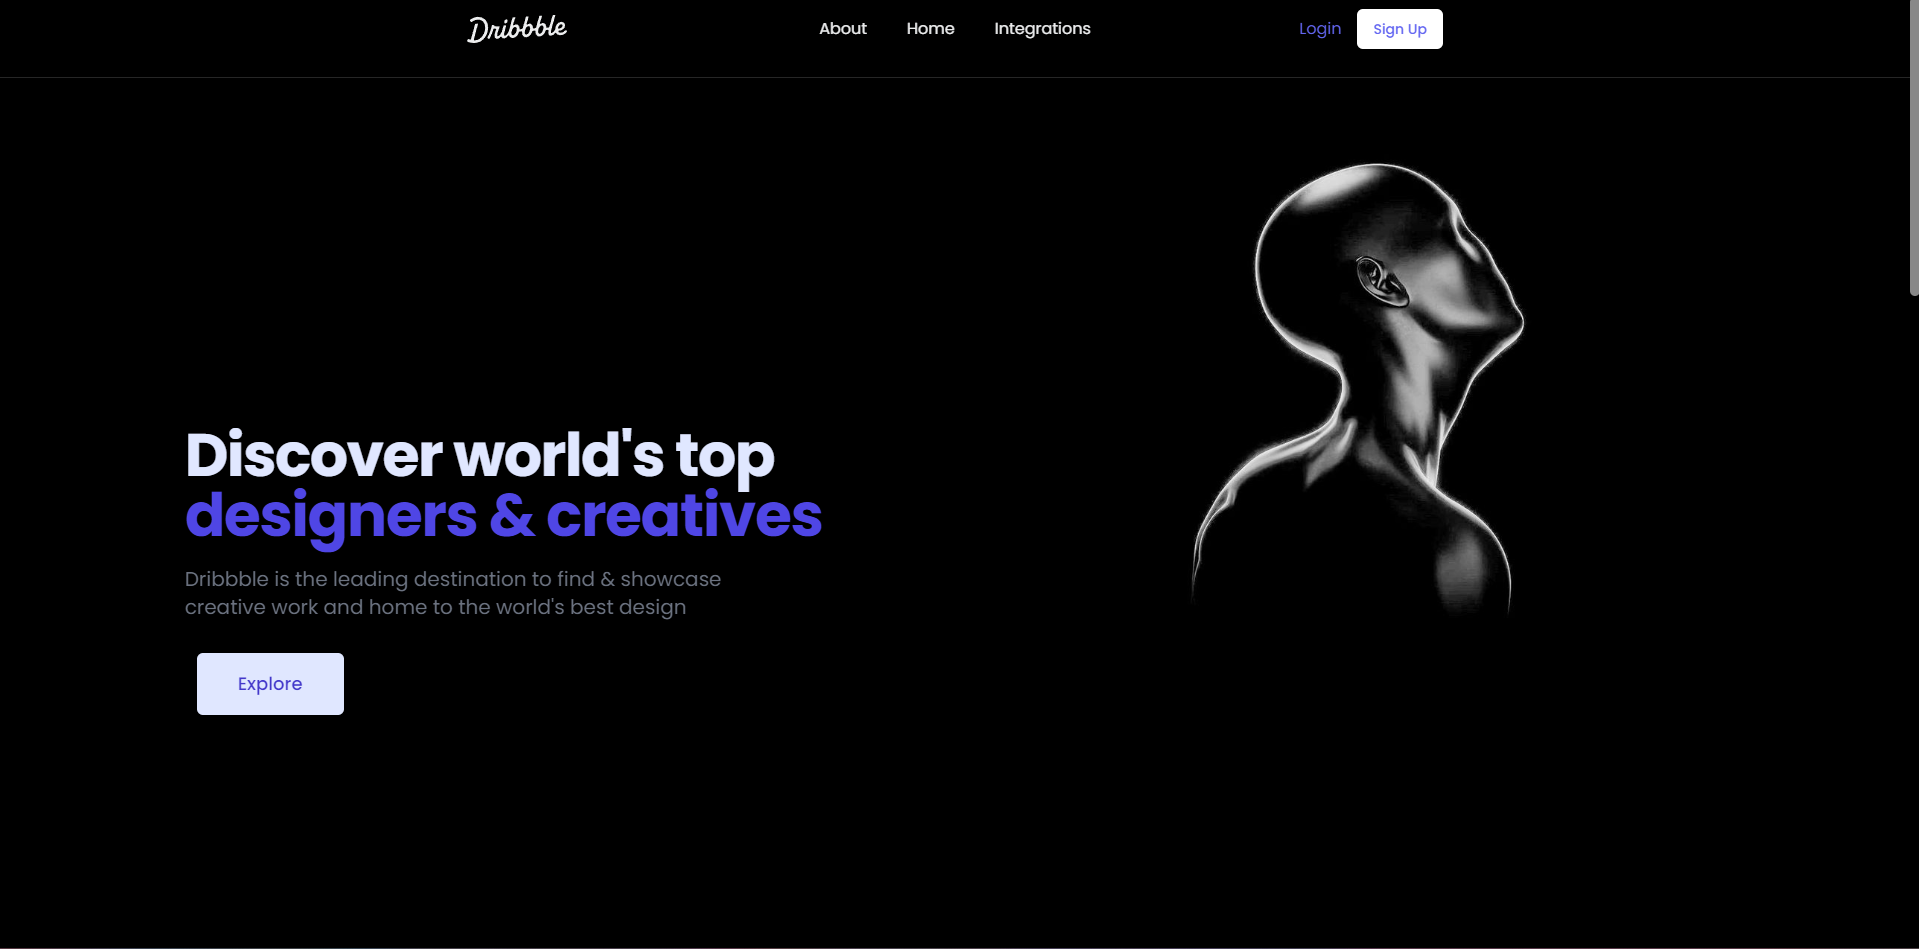 Dribbble
About Home Integrations
Login Sign Up
Discover world's top
designers & creatives
Dribbble is the leading destination to find & showcase
creative work and home to the world's best design
Explore